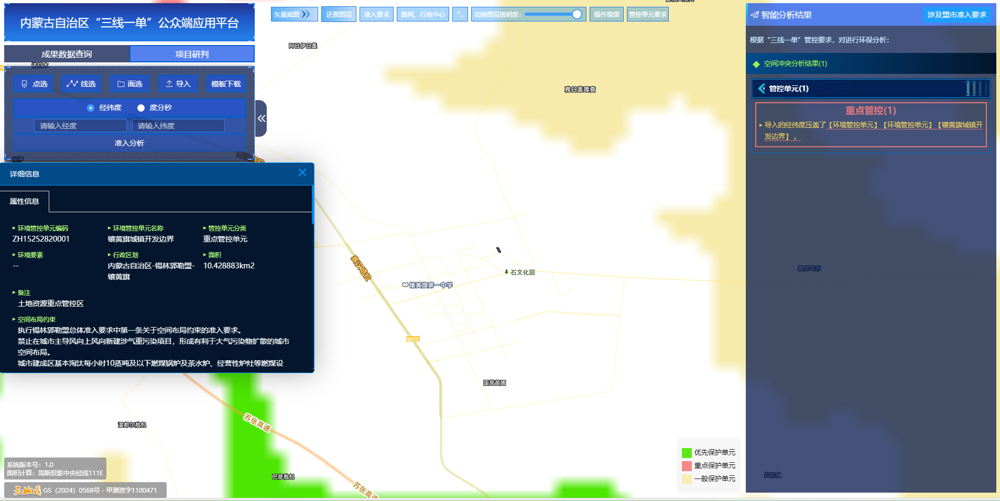 内蒙古自治区“三线一单”公众端应用平台
成果数据查询
项目研判
点选
线选
面选
导入
模板下载
经纬度
度分秒
请输入经度
请输入纬度
准入分析
矢量底图
还原图层
准入要求
路网、行政中心
切换图层透明度：
操作视频
管控单元要求
阿日伊日盖
雅日盖嘎查
详细信息
属性信息
环境管控单元编码
ZH15252820001
环境管控单元名称
镶黄旗城镇开发边界
管控单元分类
重点管控单元
环境要素
--
行政区划
内蒙古自治区-锡林郭勒盟-
镶黄旗
面积
10.428883km2
备注
土地资源重点管控区
空间布局约束
执行锡林郭勒盟总体准入要求中第一条关于空间布局约束的准入要求。
禁止在城市主导风向上风向新建涉气重污染项目，形成有利于大气污染物扩散的城市
空间布局。
城市建成区基本淘汰每小时10蒸吨及以下燃煤锅炉及茶水炉、经营性炉灶等燃煤设
赛汉塔拉
石文化园
镶黄旗第一中学
G511
国营苗圃
苏张高速
温都尔敖包
巴彦敖包
苏张高速
优先保护单元
重点保护单元
一般保护单元
系统版本号：1.0
面积计算：高斯投影中央经线111E
天地图 GS（2024）0568号 - 甲测资字1100471
智能分析结果
涉及盟市准入要求
根据“三线一单”管控要求，对进行环保分析：
空间冲突分析结果(1)
管控单元(1)
重点管控(1)
导入的经纬度压盖了【环境管控单元】【环境管控单元】【镶黄旗城镇开
发边界】 。
锡尼乌苏
拉巴仁